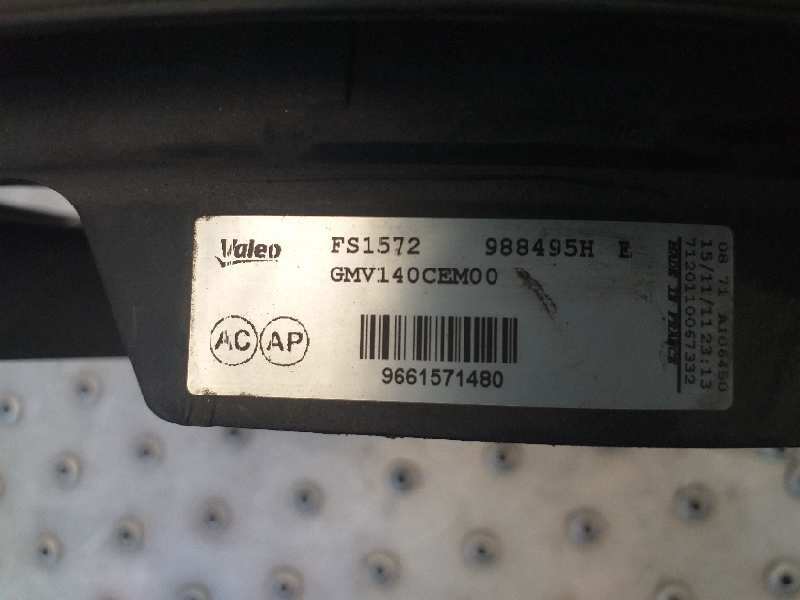 Valeo
FS1572 988495H E
GMV140CEM00
AC AP
9661571480
08 71 A106450
15/11/11 23:13
7120110067332
MADE IN FRANCE